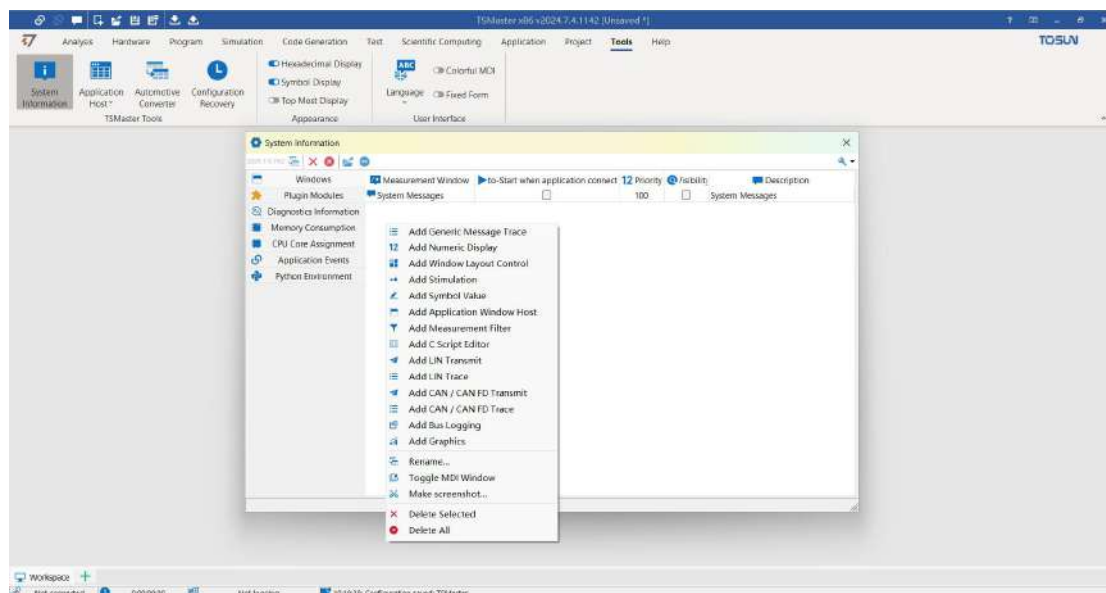 TSMaster x86 v2024.7.4.1142 [Unsaved *]
Analysis Hardware Program Simulation Code Generation Test Scientific Computing Application Project Tools Help
TOSUN
System Information
Application Host
Automotive Converter
Configuration Recovery
TSMaster Tools
Hexadecimal Display
Symbol Display
Top Most Display
Appearance
ABC
Language
Colorful MDI
Fixed Form
User Interface
System Information
Windows
Plugin Modules
Diagnostics Information
Memory Consumption
CPU Core Assignment
Application Events
Python Environment
Measurement Window to-Start when application connect 12 Priority Visibility Description
System Messages 100 System Messages
Add Generic Message Trace
12 Add Numeric Display
Add Window Layout Control
Add Stimulation
Add Symbol Value
Add Application Window Host
Add Measurement Filter
Add C Script Editor
Add LIN Transmit
Add LIN Trace
Add CAN / CAN FD Transmit
Add CAN / CAN FD Trace
Add Bus Logging
Add Graphics
Rename...
Toggle MDI Window
Make screenshot...
Delete Selected
Delete All
Workspace